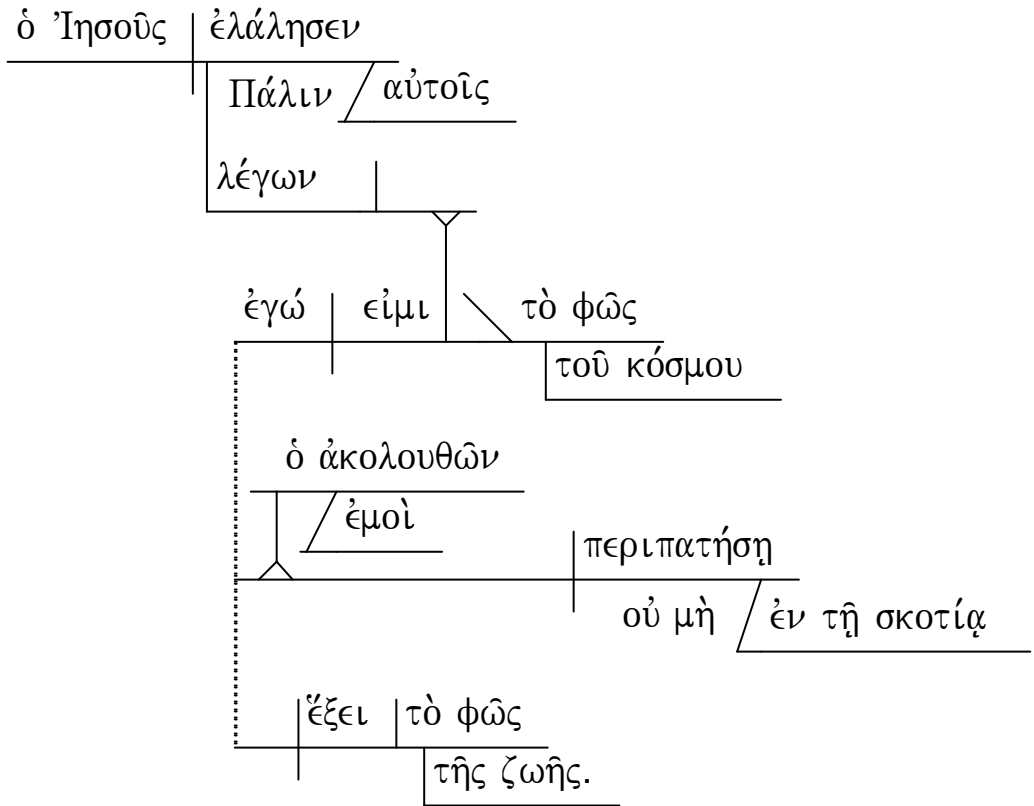 ὁ Ἰησοῦς ἐλάλησεν
Πάλιν αὐτοῖς
λέγων
ἐγώ εἰμι τὸ φῶς
τοῦ κόσμου
ὁ ἀκολουθῶν
ἐμοὶ
περιπατήσῃ
οὐ μὴ ἐν τῇ σκοτίᾳ
ἕξει τὸ φῶς
τῆς ζωῆς.